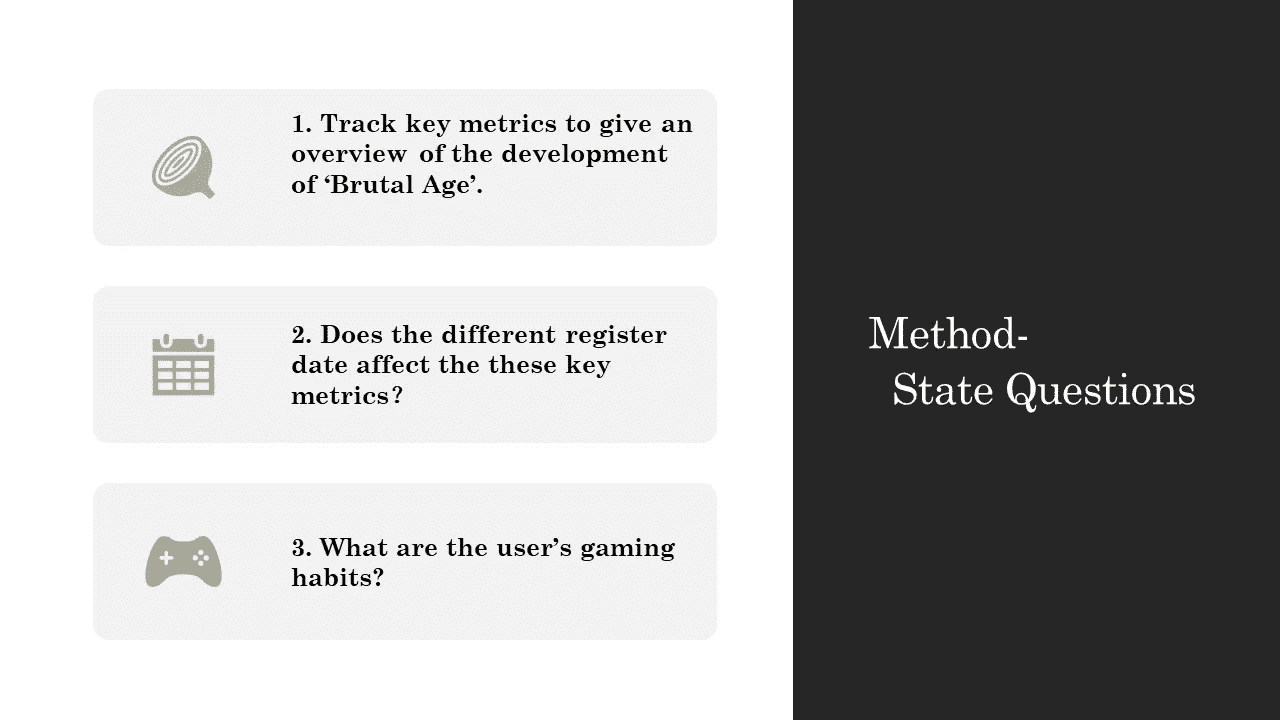 1. Track key metrics to give an
overview of the development
of ‘Brutal Age’.
2. Does the different register
date affect the these key
metrics?
3. What are the user’s gaming
habits?
Method-
State Questions